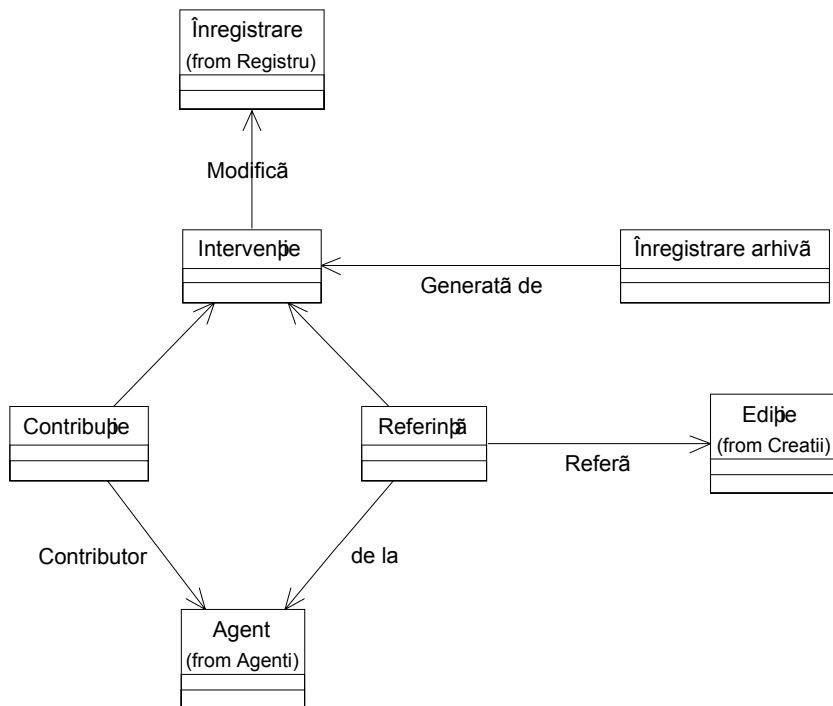 Înregistrare
(from Registru)
Modificã
Intervenþie
Înregistrare arhivã
Generatã de
Contribuþie
Referinþã
Ediþie
(from Creatii)
Referã
Contributor
de la
Agent
(from Agenti)